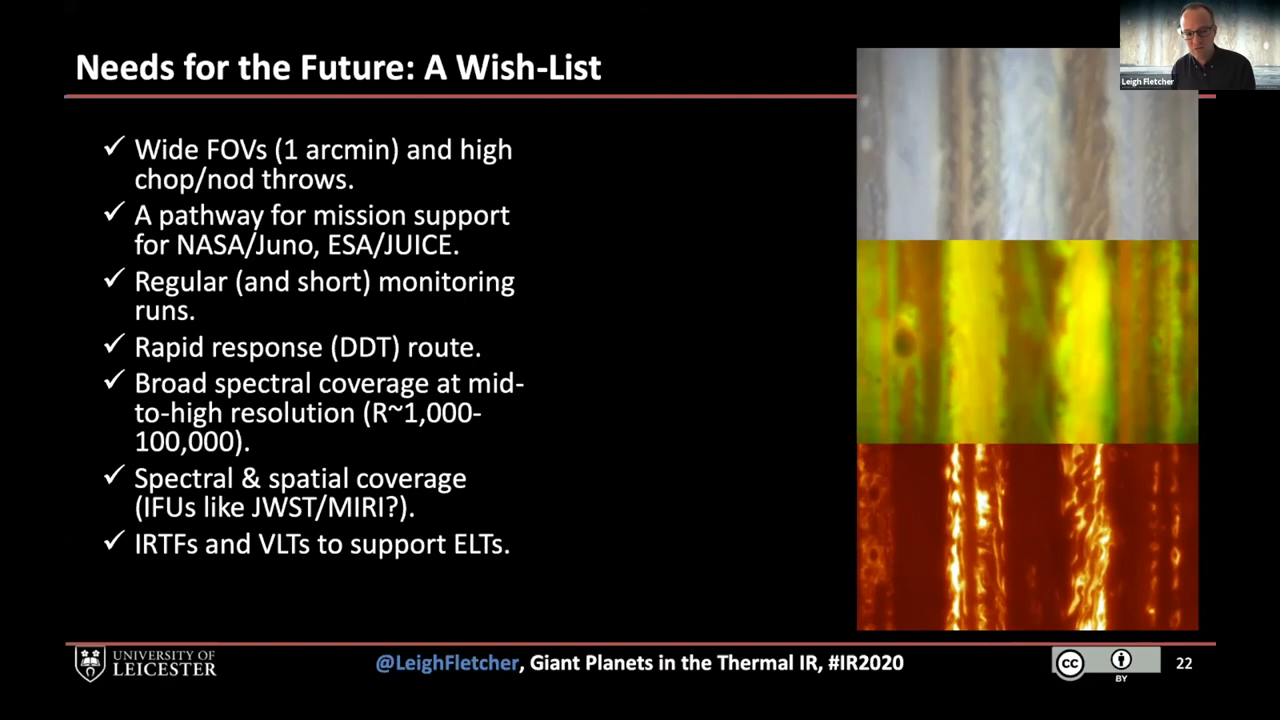 Needs for the Future: A Wish-List
Leigh Fletcher
✓ Wide FOVs (1 arcmin) and high
chop/nod throws.
✓ A pathway for mission support
for NASA/Juno, ESA/JUICE.
✓ Regular (and short) monitoring
runs.
✓ Rapid response (DDT) route.
✓ Broad spectral coverage at mid-
to-high resolution (R~1,000-
100,000).
✓ Spectral & spatial coverage
(IFUs like JWST/MIRI?).
✓ IRTFs and VLTs to support ELTs.
UNIVERSITY OF
LEICESTER
@LeighFletcher, Giant Planets in the Thermal IR, #IR2020
cc
BY
22